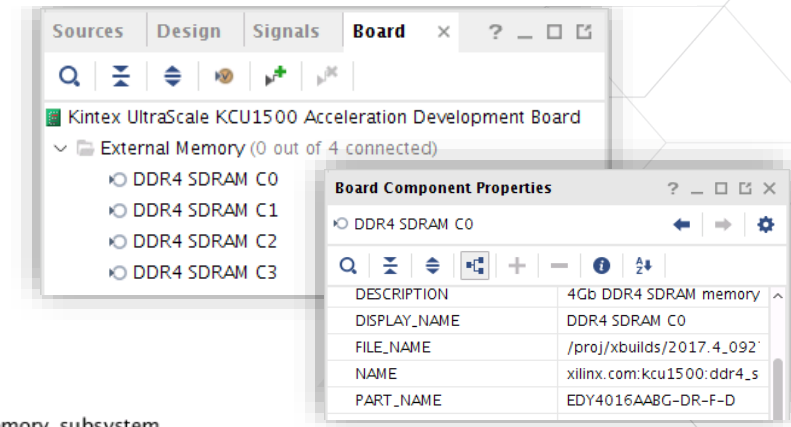 Sources Design Signals Board × ? _
Kintex UltraScale KCU1500 Acceleration Development Board
External Memory (0 out of 4 connected)
DDR4 SDRAM C0
DDR4 SDRAM C1
DDR4 SDRAM C2
DDR4 SDRAM C3
Board Component Properties ? _ ×
DDR4 SDRAM C0
DESCRIPTION 4Gb DDR4 SDRAM memory
DISPLAY_NAME DDR4 SDRAM C0
FILE_NAME /proj/xbuilds/2017.4_092
NAME xilinx.com:kcu1500:ddr4_s
PART_NAME EDY4016AABG-DR-F-D
subsystem